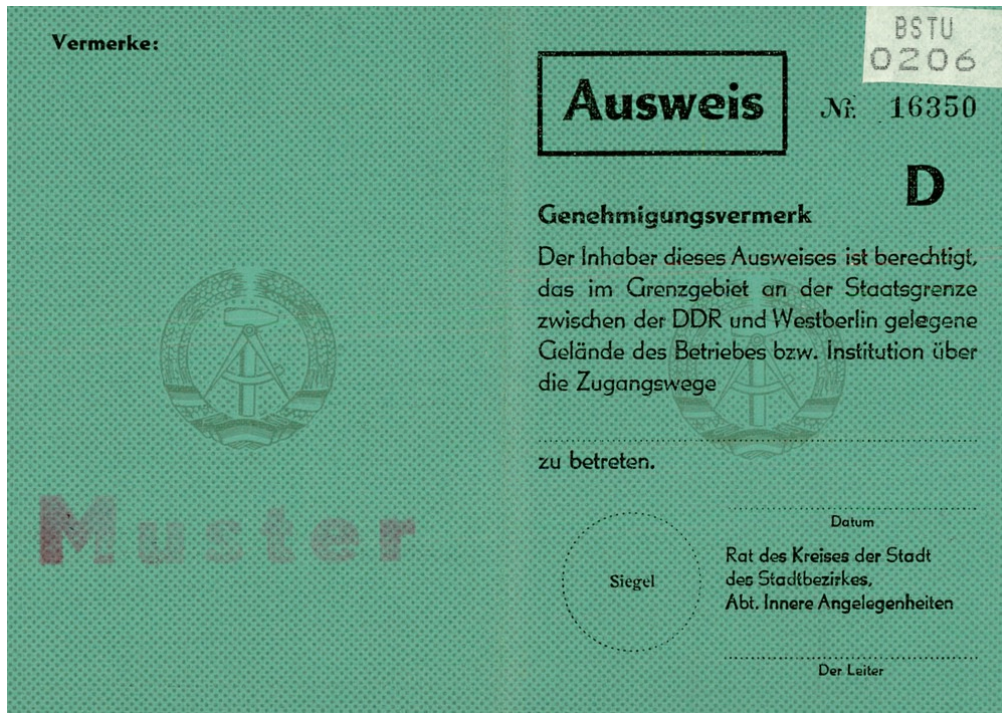 Vermerke:
Muster
BSTU
0206
Ausweis
Nr. 16350
D
Genehmigungsvermerk
Der Inhaber dieses Ausweises ist berechtigt,
das im Grenzgebiet an der Staatsgrenze
zwischen der DDR und Westberlin gelegene
Gelände des Betriebes bzw. Institution über
die Zugangswege
zu betreten.
Siegel
Datum
Rat des Kreises der Stadt
des Stadtbezirkes,
Abt. Innere Angelegenheiten
Der Leiter